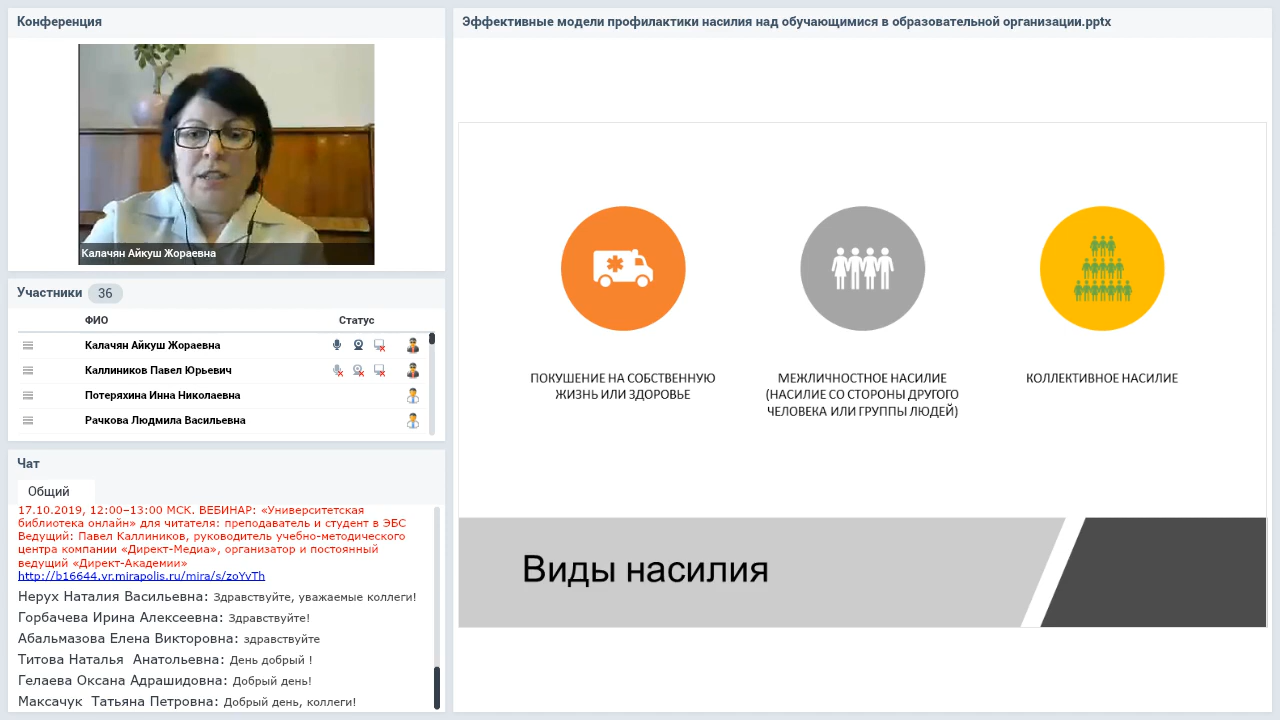 Конференция
Калачян Айкуш Жораевна
Участники 36
ФИО Статус
Калачян Айкуш Жораевна
Каллиников Павел Юрьевич
Потеряхина Инна Николаевна
Рачкова Людмила Васильевна
Чат
Общий
17.10.2019, 12:00–13:00 МСК. ВЕБИНАР: «Университетская
библиотека онлайн» для читателя: преподаватель и студент в ЭБС
Ведущий: Павел Каллиников, руководитель учебно-методического
центра компании «Директ-Медиа», организатор и постоянный
ведущий «Директ-Академии»
http://b16644.vr.mirapolis.ru/mira/s/zoYvTh
Нерух Наталия Васильевна: Здравствуйте, уважаемые коллеги!
Горбачева Ирина Алексеевна: Здравствуйте!
Абальмазова Елена Викторовна: здравствуйте
Титова Наталья  Анатольевна: День добрый !
Гелаева Оксана Адрашидовна: Добрый день!
Максачук  Татьяна Петровна: Добрый день, коллеги!
Эффективные модели профилактики насилия над обучающимися в образовательной организации.pptx
ПОКУШЕНИЕ НА СОБСТВЕННУЮ
ЖИЗНЬ ИЛИ ЗДОРОВЬЕ
МЕЖЛИЧНОСТНОЕ НАСИЛИЕ
(НАСИЛИЕ СО СТОРОНЫ ДРУГОГО
ЧЕЛОВЕКА ИЛИ ГРУППЫ ЛЮДЕЙ)
КОЛЛЕКТИВНОЕ НАСИЛИЕ
Виды насилия